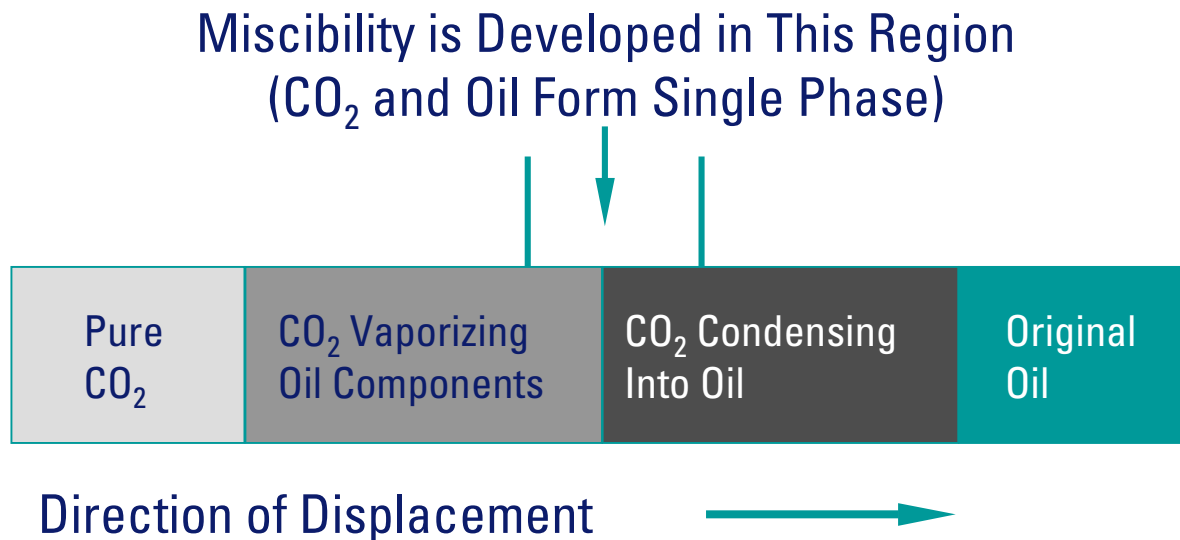 Miscibility is Developed in This Region
(CO₂ and Oil Form Single Phase)
Pure
CO₂
CO₂ Vaporizing
Oil Components
CO₂ Condensing
Into Oil
Original
Oil
Direction of Displacement